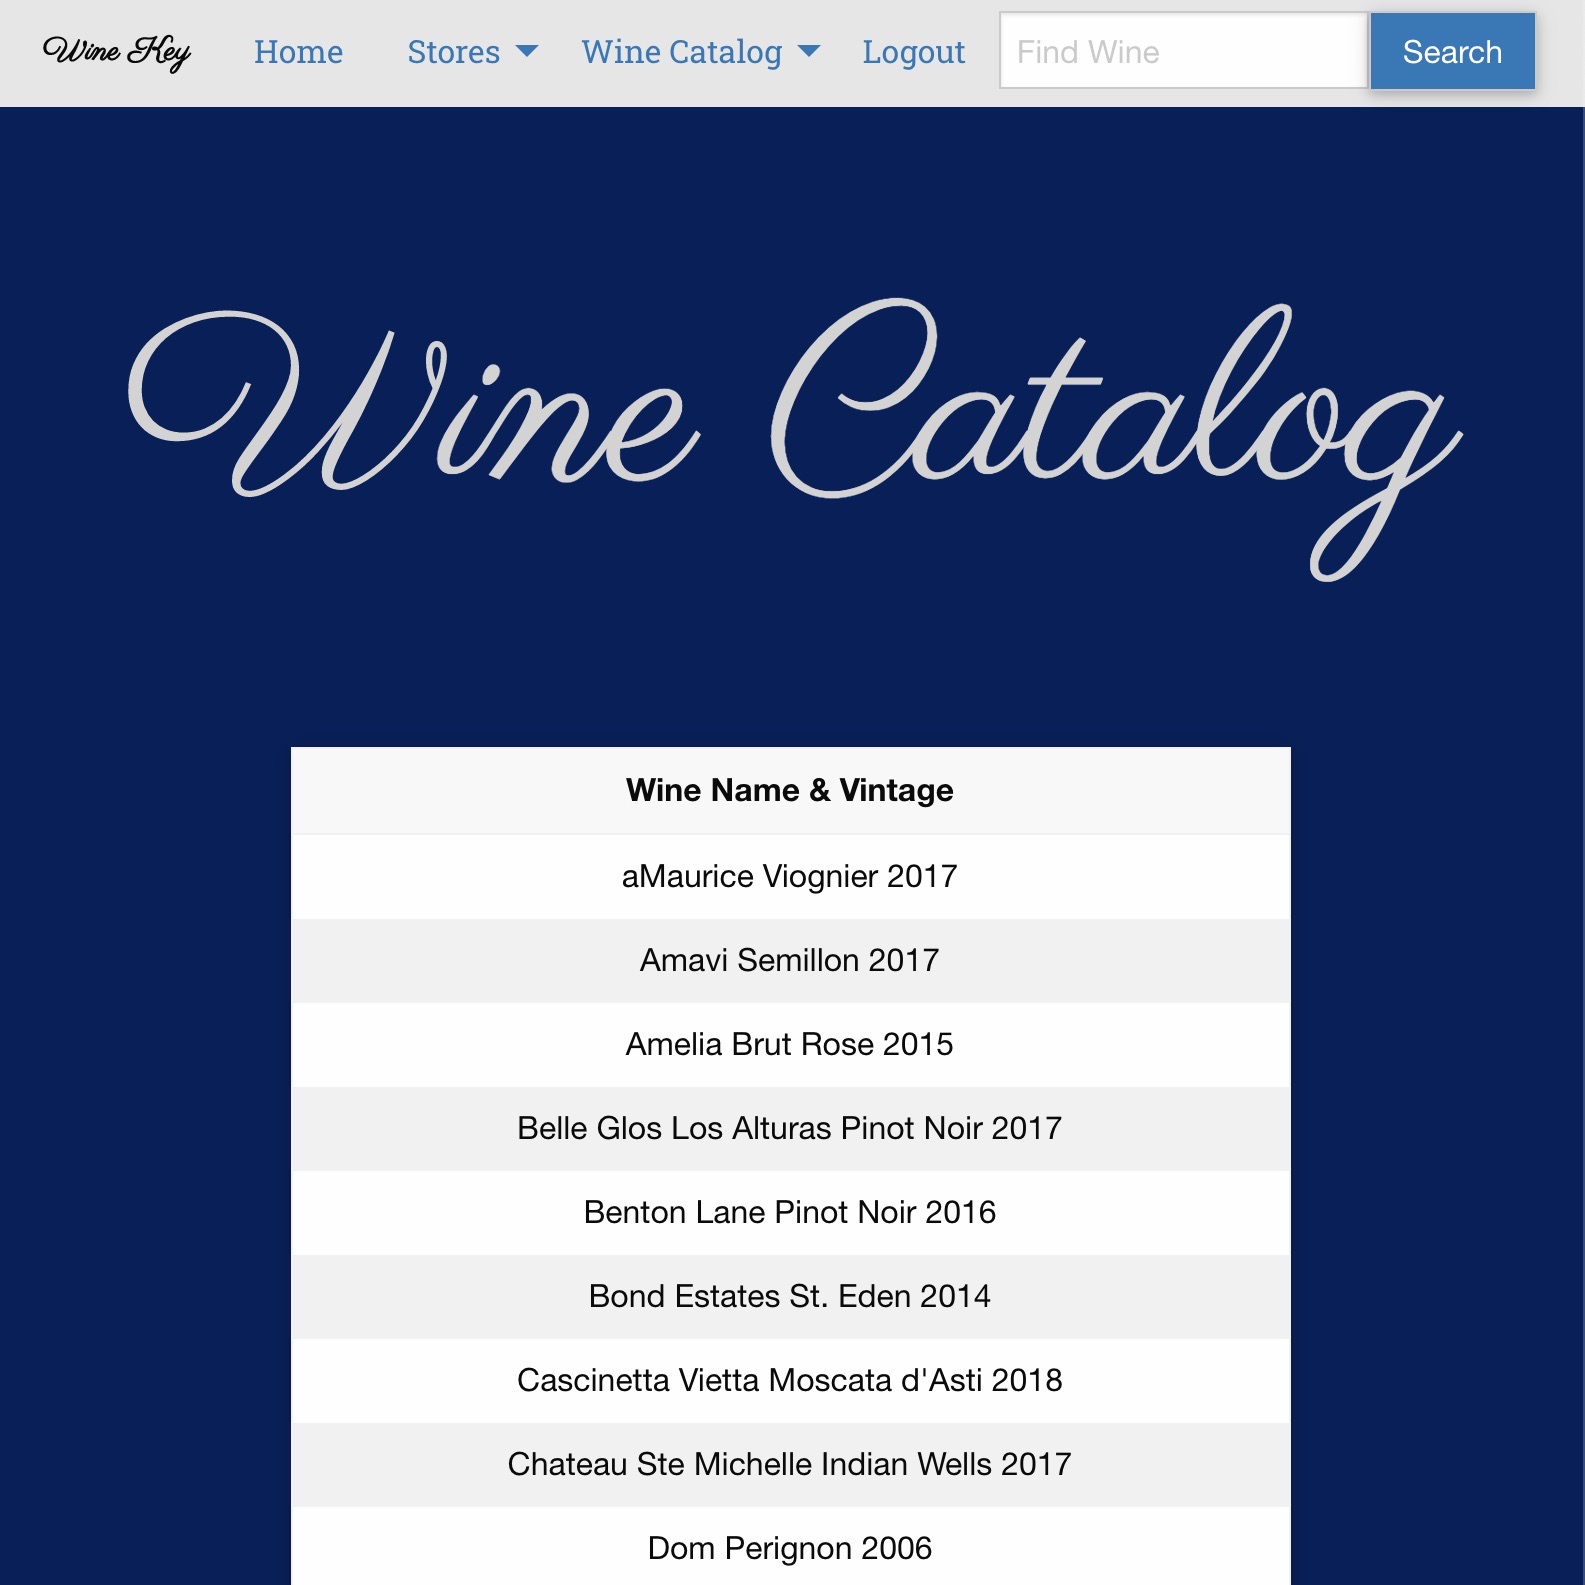 Wine Key Home Stores Wine Catalog Logout Find Wine Search
Wine Catalog
Wine Name & Vintage
aMaurice Viognier 2017
Amavi Semillon 2017
Amelia Brut Rose 2015
Belle Glos Los Alturas Pinot Noir 2017
Benton Lane Pinot Noir 2016
Bond Estates St. Eden 2014
Cascinetta Vietta Moscata d'Asti 2018
Chateau Ste Michelle Indian Wells 2017
Dom Perignon 2006